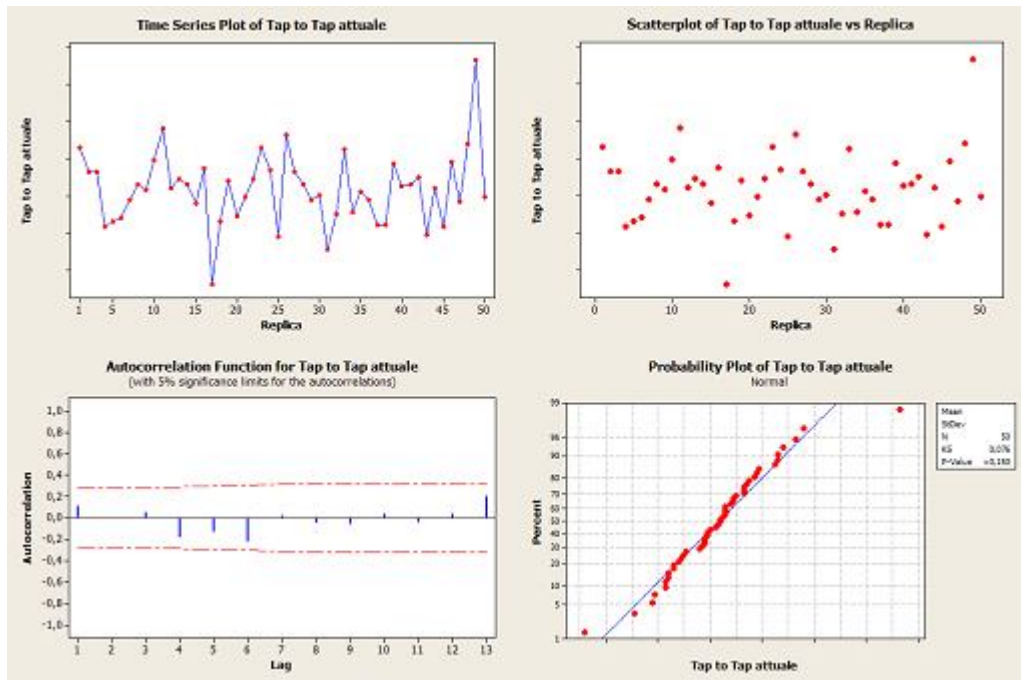 Time Series Plot of Tap to Tap attuale
Tap to Tap attuale
1 5 10 15 20 25 30 35 40 45 50
Replica
Scatterplot of Tap to Tap attuale vs Replica
Tap to Tap attuale
0 10 20 30 40 50
Replica
Autocorrelation Function for Tap to Tap attuale
(with 5% significance limits for the autocorrelations)
Autocorrelation
1,0
0,8
0,6
0,4
0,2
0,0
-0,2
-0,4
-0,6
-0,8
-1,0
1 2 3 4 5 6 7 8 9 10 11 12 13
Lag
Probability Plot of Tap to Tap attuale
Normal
Percent
99
95
90
80
70
60
50
40
30
20
10
5
1
Tap to Tap attuale
Mean
StDev
N
KS 0,076
P-Value >0,150